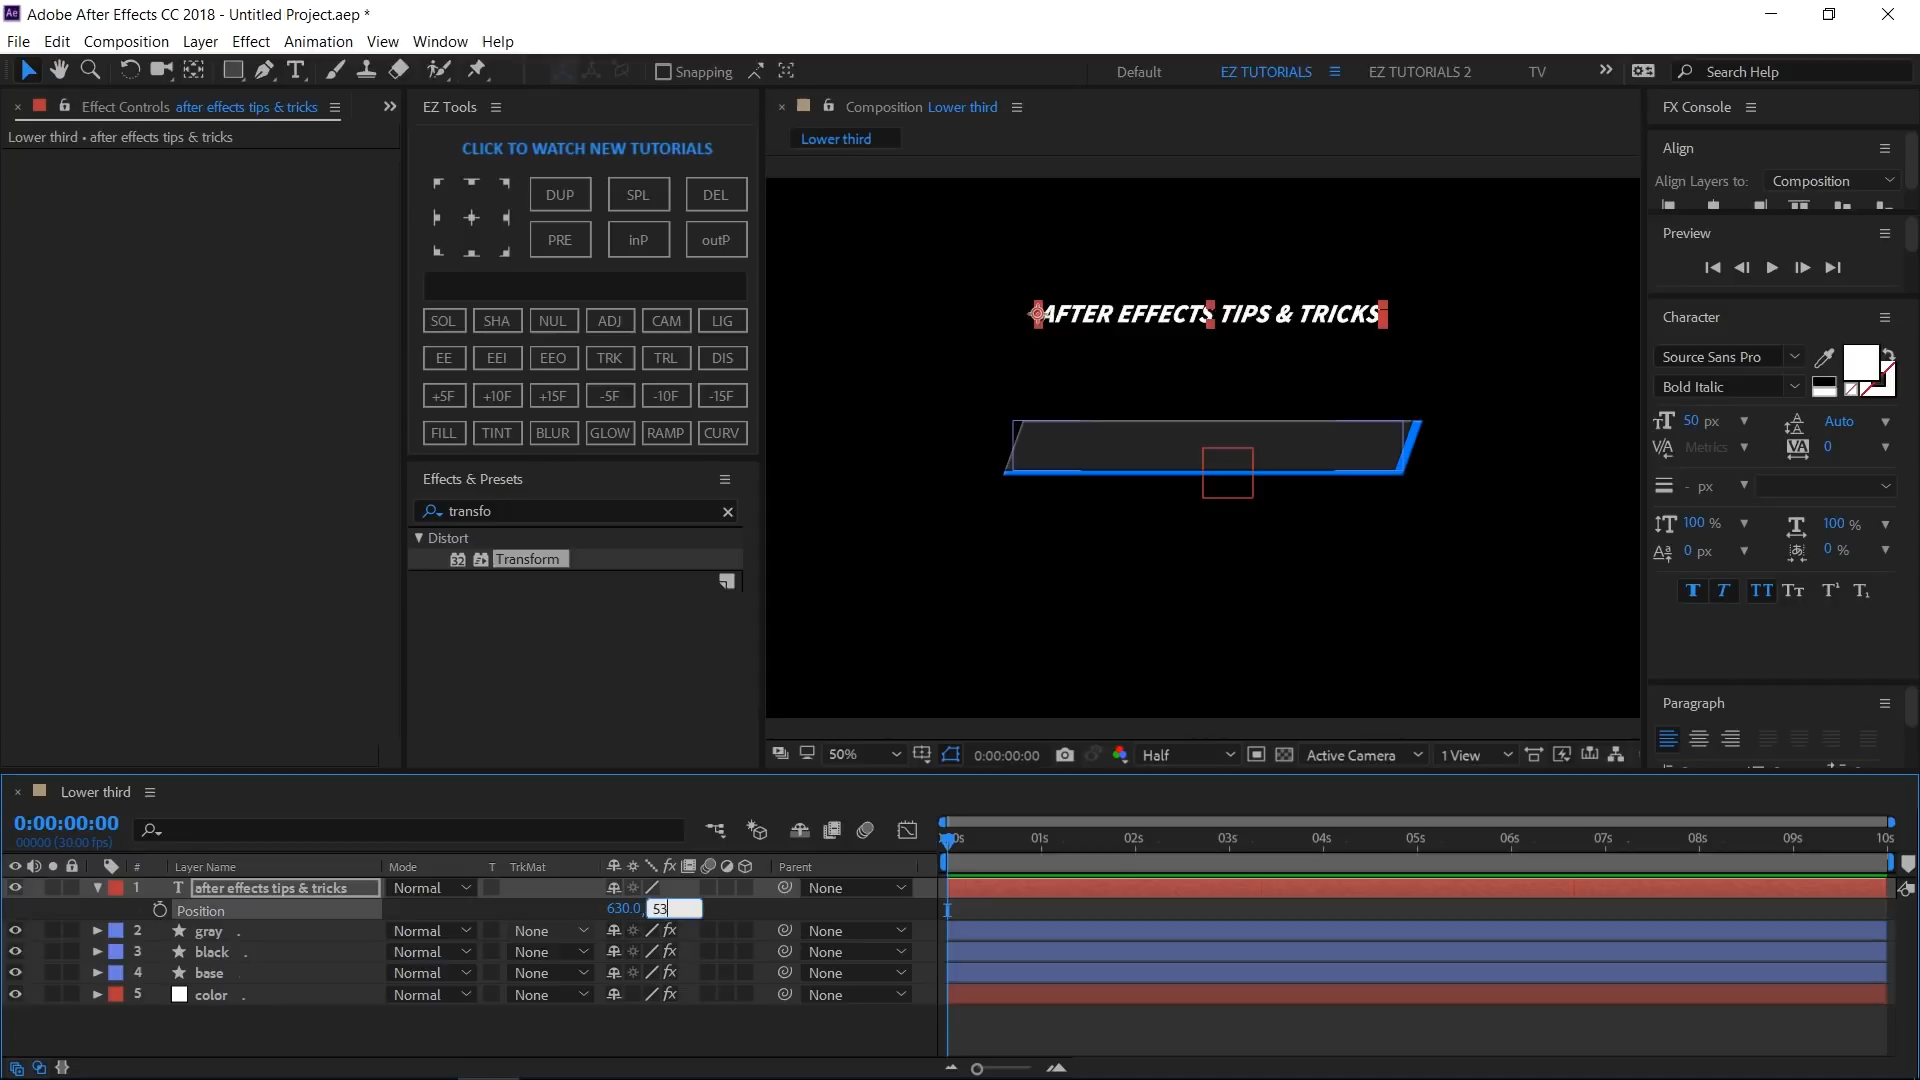 Adobe After Effects CC 2018 - Untitled Project.aep *
File Edit Composition Layer Effect Animation View Window Help
Snapping
Default EZ TUTORIALS EZ TUTORIALS 2 TV Search Help
Effect Controls after effects tips & tricks
Lower third • after effects tips & tricks
EZ Tools
CLICK TO WATCH NEW TUTORIALS
DUP SPL DEL
PRE inP outP
SOL SHA NUL ADJ CAM LIG
EE EEI EEO TRK TRL DIS
+5F +10F +15F -5F -10F -15F
FILL TINT BLUR GLOW RAMP CURV
Effects & Presets
transfo
Distort
32 Transform
Composition Lower third
Lower third
AFTER EFFECTS TIPS & TRICKS
50% 0:00:00:00 Half Active Camera 1 View
FX Console
Align
Align Layers to: Composition
Preview
Character
Source Sans Pro
Bold Italic
50 px Auto
Metrics 0
- px
100 % 100 %
0 px 0 %
T T TT Tt T¹ T₁
Paragraph
Lower third
0:00:00:00
00000 (30.00 fps)
# Layer Name Mode T TrkMat Parent
1 T after effects tips & tricks Normal None
Position 630.0, 53
2 gray . Normal None None
3 black . Normal None None
4 base Normal None None
5 color . Normal None None
01s 02s 03s 04s 05s 06s 07s 08s 09s 10s